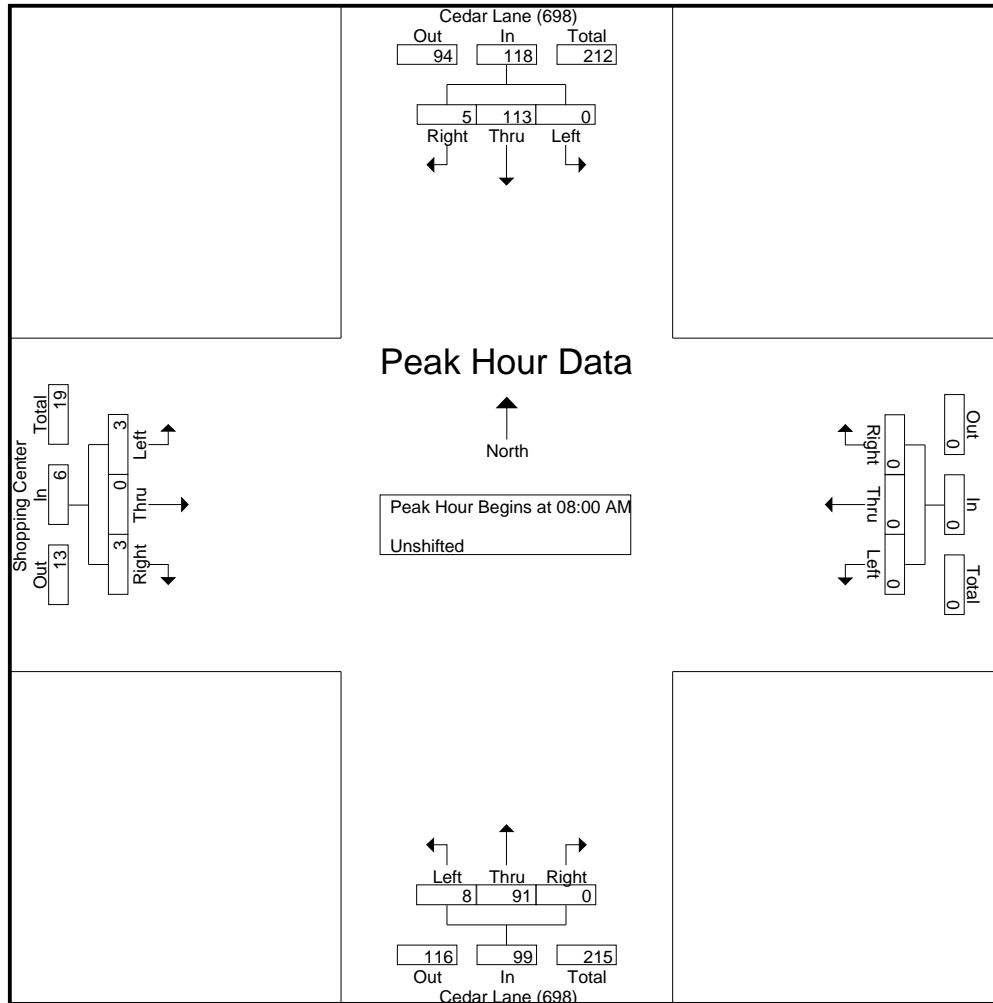 Cedar Lane (698)
Out In Total
94 118 212
5 113 0
Right Thru Left
Peak Hour Data
North
Peak Hour Begins at 08:00 AM
Unshifted
Shopping Center
Out In Total
13 6 19
3 0 3
Right Thru Left
Out In Total
0 0 0
0 0 0
Right Thru Left
Left Thru Right
8 91 0
116 99 215
Out In Total
Cedar Lane (698)